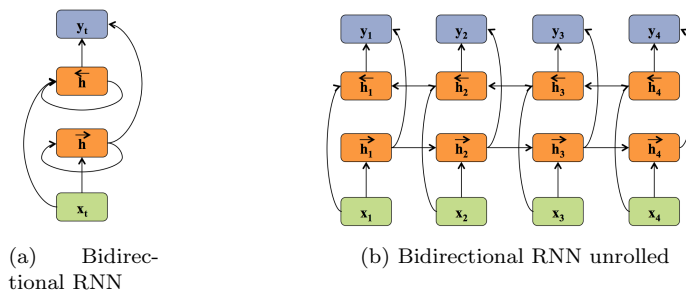 y_t
←h
→h
x_t
(a) Bidirec-
tional RNN
y_1 y_2 y_3 y_4
←h_1 ←h_2 ←h_3 ←h_4
→h_1 →h_2 →h_3 →h_4
x_1 x_2 x_3 x_4
(b) Bidirectional RNN unrolled